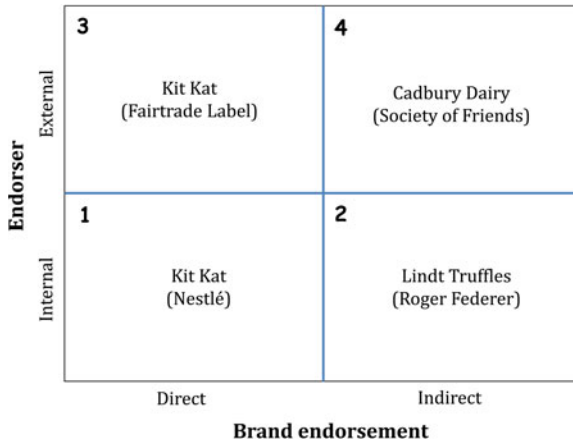 3
4
Kit Kat
(Fairtrade Label)
Cadbury Dairy
(Society of Friends)
External
Endorser
1
2
Kit Kat
(Nestlé)
Lindt Truffles
(Roger Federer)
Internal
Direct
Indirect
Brand endorsement